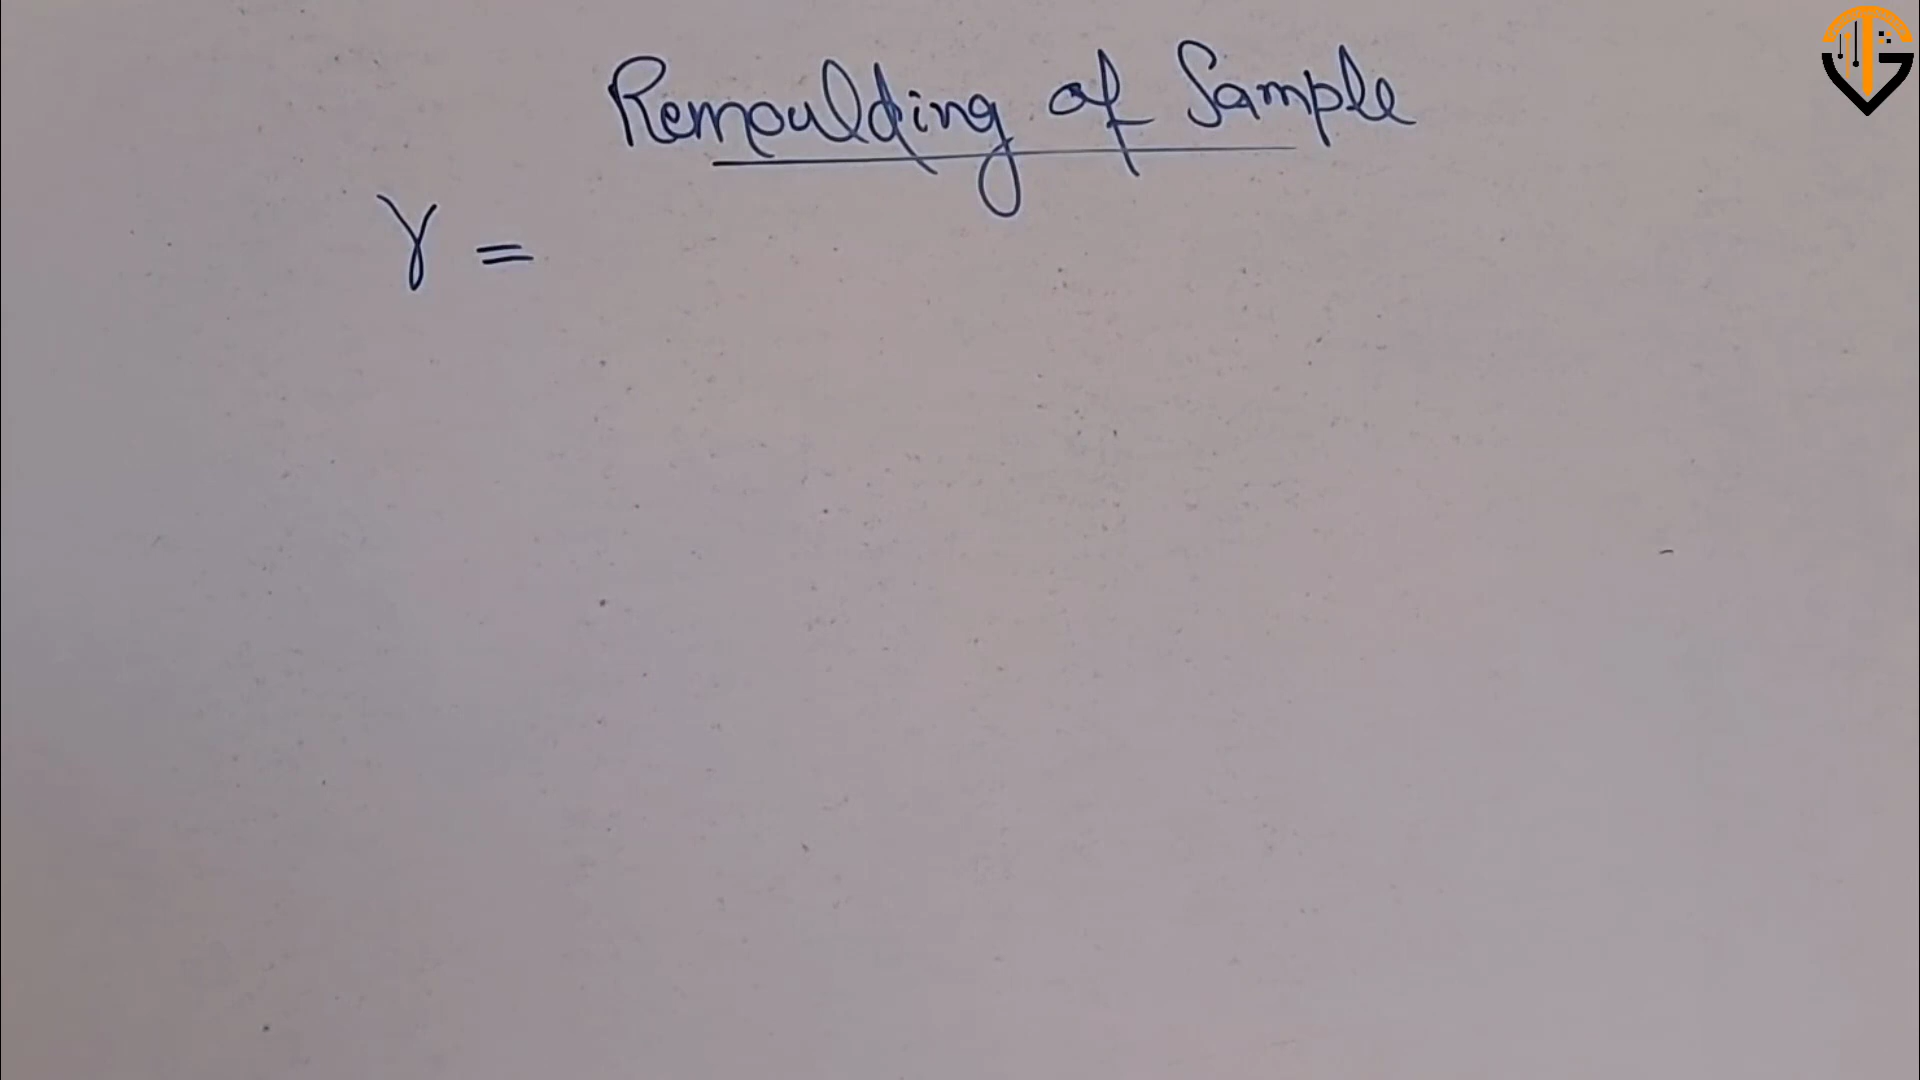 Remoulding of Sample
γ =